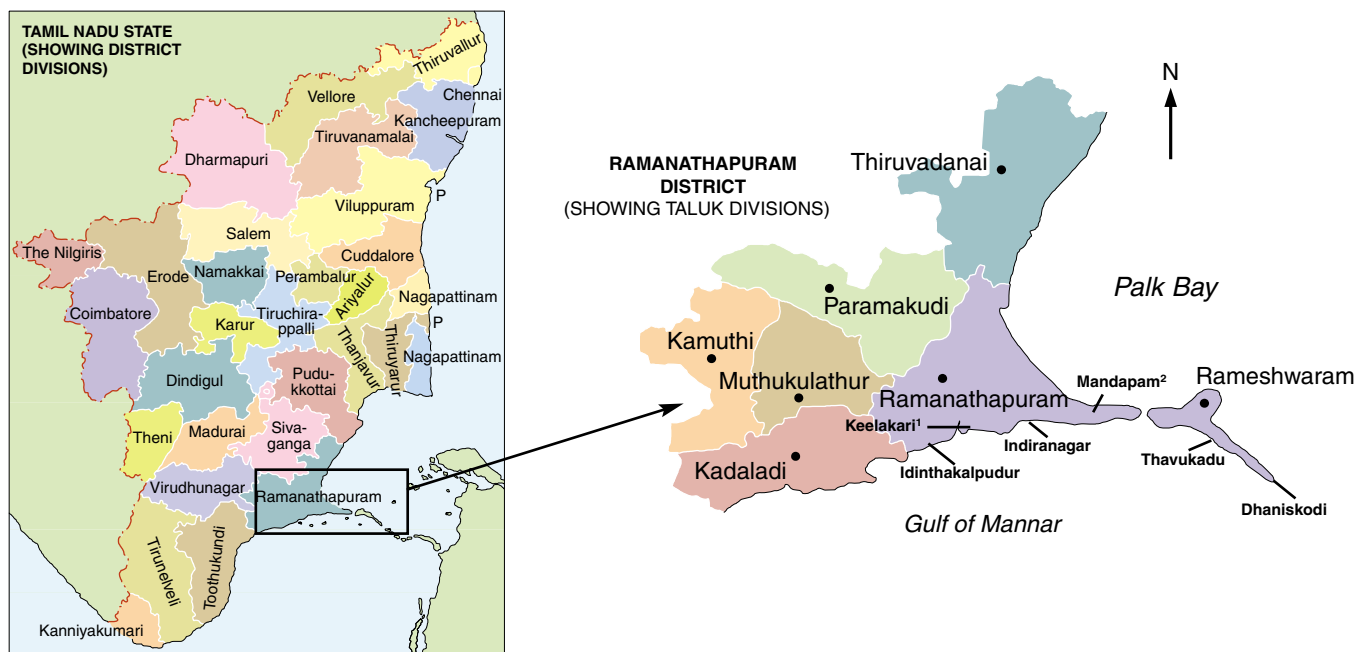 TAMIL NADU STATE
(SHOWING DISTRICT
DIVISIONS)
Thiruvallur
Vellore
Chennai
Kancheepuram
Tiruvanamalai
Dharmapuri
P
Viluppuram
Salem
The Nilgiris
Cuddalore
Erode
Namakkai
Perambalur
Ariyalur
Nagapattinam
Coimbatore
Karur
Tiruchira-
ppalli
P
Thanjavur
Thiruyarur
Nagapattinam
Dindigul
Pudu-
kkottai
Theni
Madurai
Siva-
ganga
Virudhunagar
Ramanathapuram
Tirunelveli
Toothukundi
Kanniyakumari
RAMANATHAPURAM
DISTRICT
(SHOWING TALUK DIVISIONS)
N
Thiruvadanai
Palk Bay
Paramakudi
Kamuthi
Muthukulathur
Ramanathapuram
Mandapam²
Rameshwaram
Keelakari¹
Indiranagar
Idinthakalpudur
Thavukadu
Kadaladi
Dhaniskodi
Gulf of Mannar